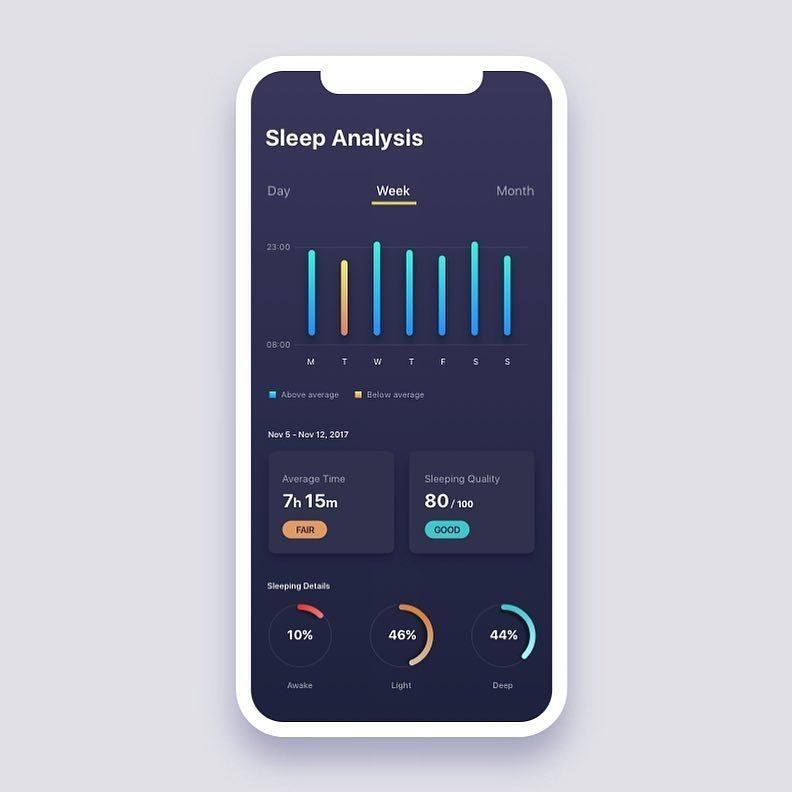 Sleep Analysis
Day Week Month
23:00
08:00
M T W T F S S
Above average Below average
Nov 5 - Nov 12, 2017
Average Time Sleeping Quality
7h 15m 80 / 100
FAIR GOOD
Sleeping Details
10% 46% 44%
Awake Light Deep